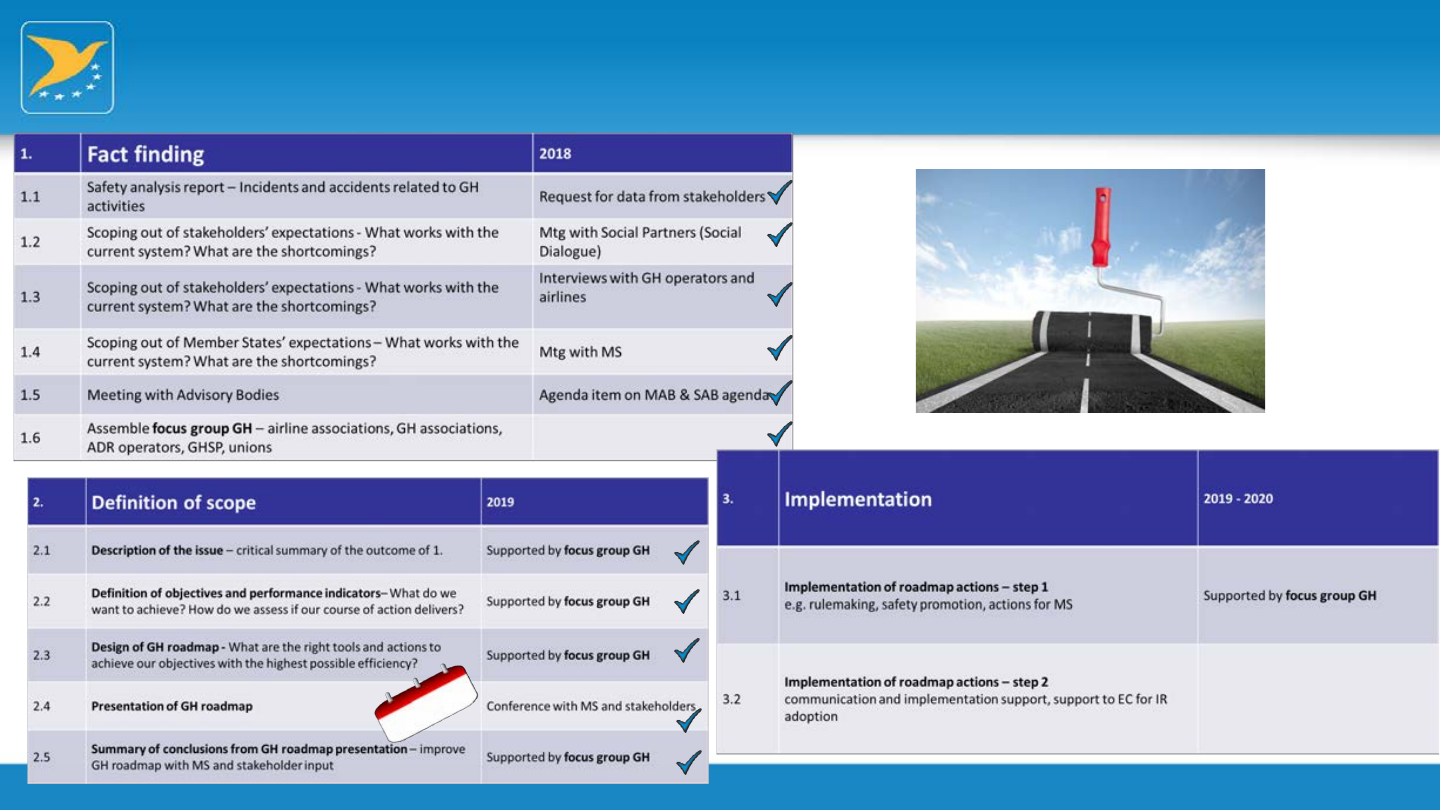 1. Fact finding 2018
1.1 Safety analysis report – Incidents and accidents related to GH
activities Request for data from stakeholders
1.2 Scoping out of stakeholders' expectations - What works with the
current system? What are the shortcomings? Mtg with Social Partners (Social
Dialogue)
1.3 Scoping out of stakeholders' expectations - What works with the
current system? What are the shortcomings? Interviews with GH operators and
airlines
1.4 Scoping out of Member States' expectations – What works with the
current system? What are the shortcomings? Mtg with MS
1.5 Meeting with Advisory Bodies Agenda item on MAB & SAB agenda
1.6 Assemble focus group GH – airline associations, GH associations,
ADR operators, GHSP, unions
2. Definition of scope 2019
2.1 Description of the issue – critical summary of the outcome of 1. Supported by focus group GH
2.2 Definition of objectives and performance indicators– What do we
want to achieve? How do we assess if our course of action delivers? Supported by focus group GH
2.3 Design of GH roadmap - What are the right tools and actions to
achieve our objectives with the highest possible efficiency? Supported by focus group GH
2.4 Presentation of GH roadmap Conference with MS and stakeholders
2.5 Summary of conclusions from GH roadmap presentation – improve
GH roadmap with MS and stakeholder input Supported by focus group GH
3. Implementation 2019 - 2020
3.1 Implementation of roadmap actions – step 1
e.g. rulemaking, safety promotion, actions for MS Supported by focus group GH
3.2 Implementation of roadmap actions – step 2
communication and implementation support, support to EC for IR
adoption